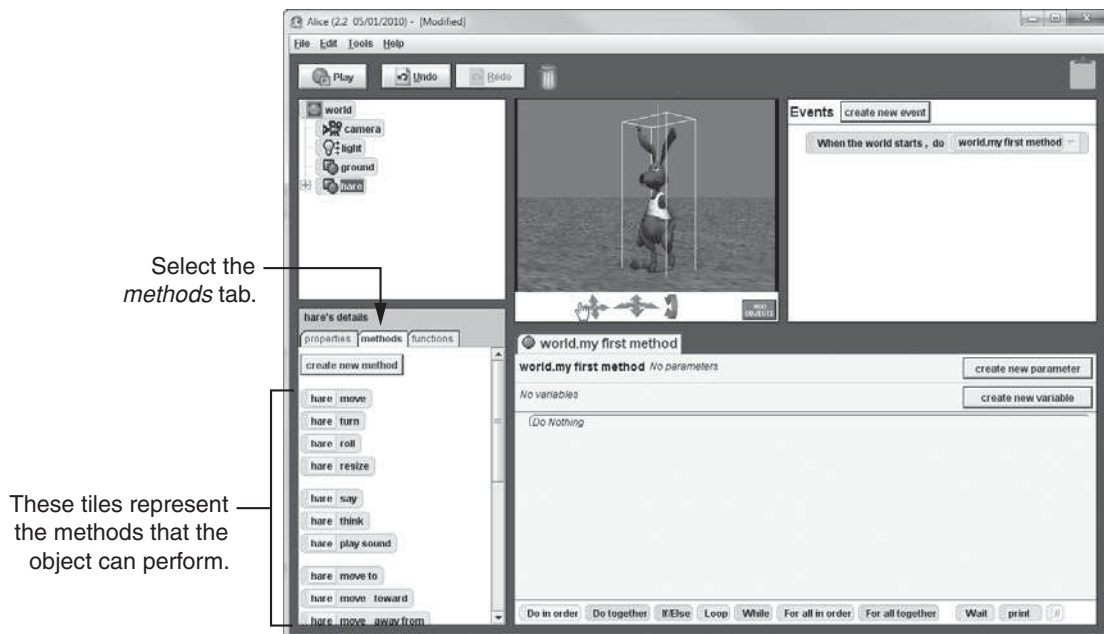 Alice (2.2 05/01/2010) - [Modified]
File Edit Tools Help
Play Undo Redo
world
camera
light
ground
hare
Events create new event
When the world starts , do world.my first method
ADD OBJECTS
Select the
methods tab.
hare's details
properties methods functions
create new method
hare move
hare turn
hare roll
hare resize
hare say
hare think
hare play sound
hare move to
hare move toward
hare move away from
These tiles represent
the methods that the
object can perform.
world.my first method
world.my first method No parameters create new parameter
No variables create new variable
(Do Nothing
Do in order Do together If/Else Loop While For all in order For all together Wait print //